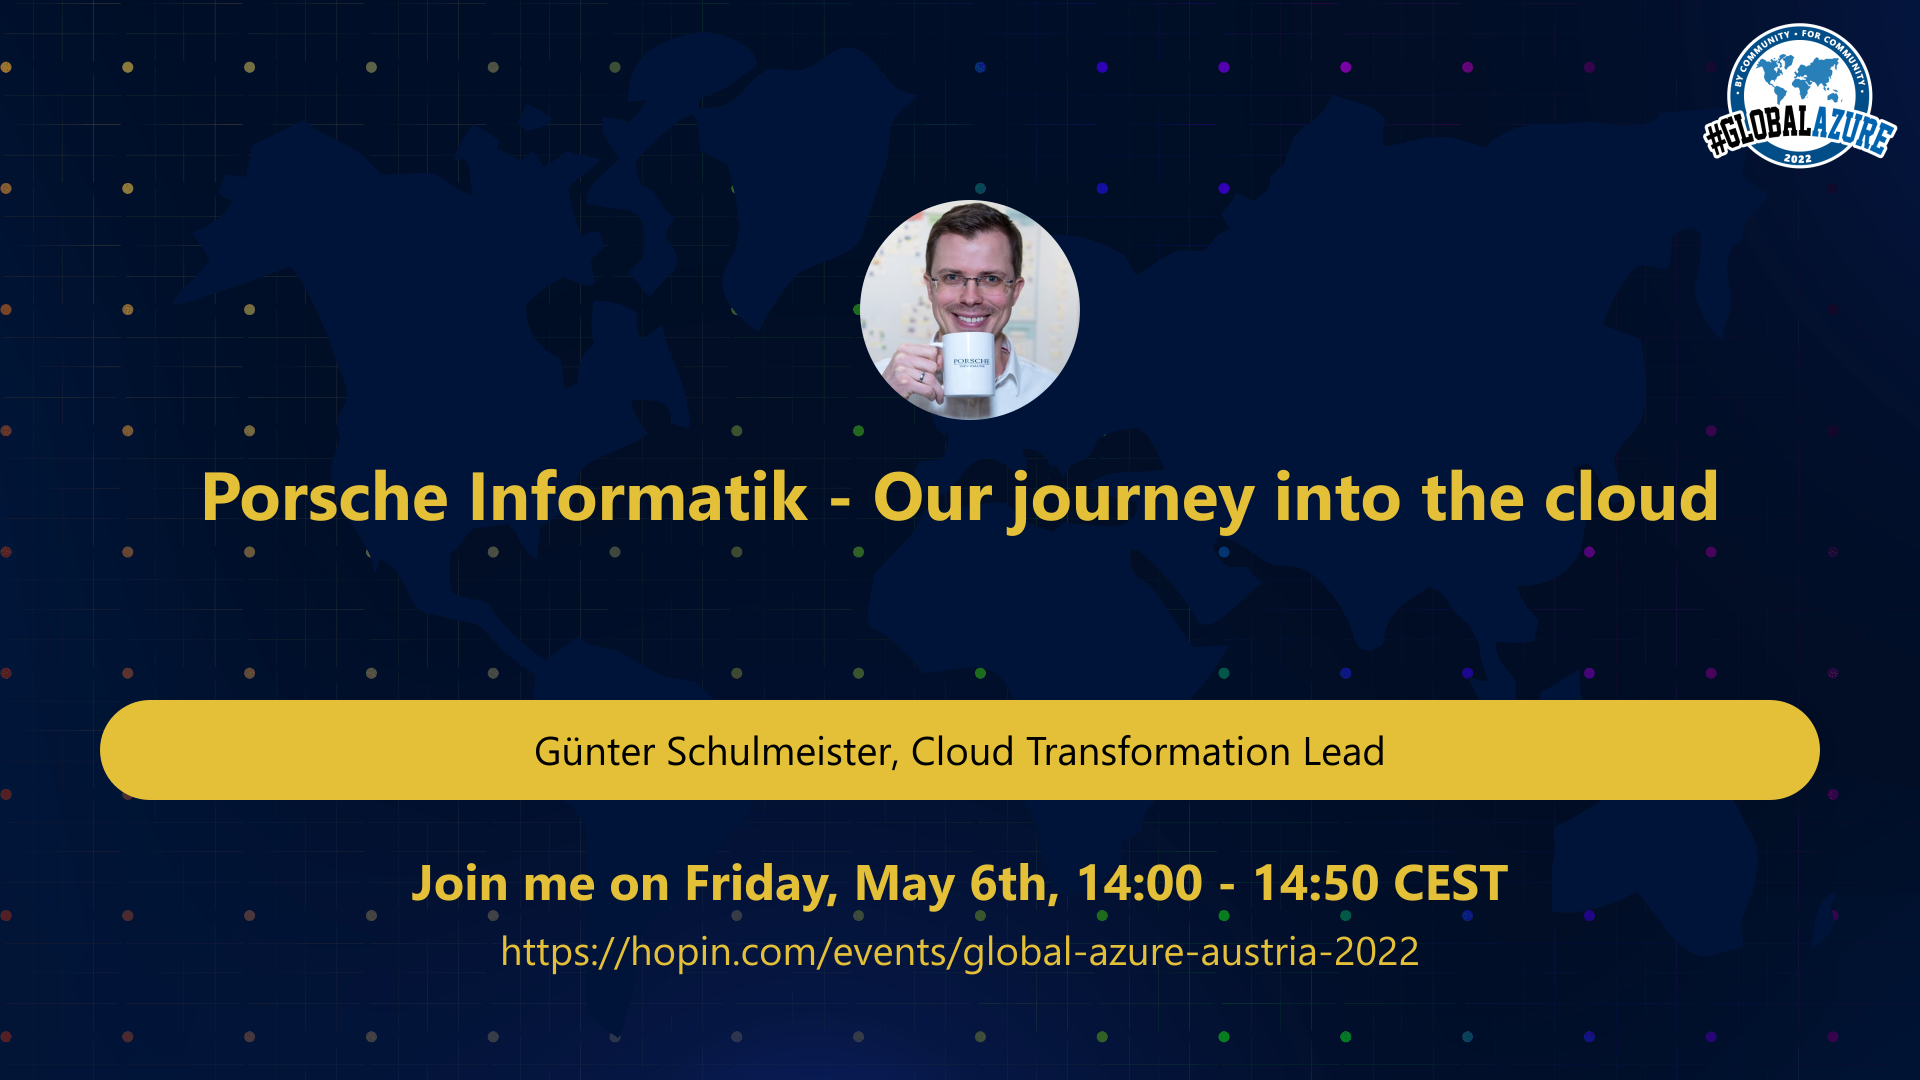 • BY COMMUNITY • FOR COMMUNITY •
#GLOBALAZURE
2022
PORSCHE
Porsche Informatik - Our journey into the cloud
Günter Schulmeister, Cloud Transformation Lead
Join me on Friday, May 6th, 14:00 - 14:50 CEST
https://hopin.com/events/global-azure-austria-2022